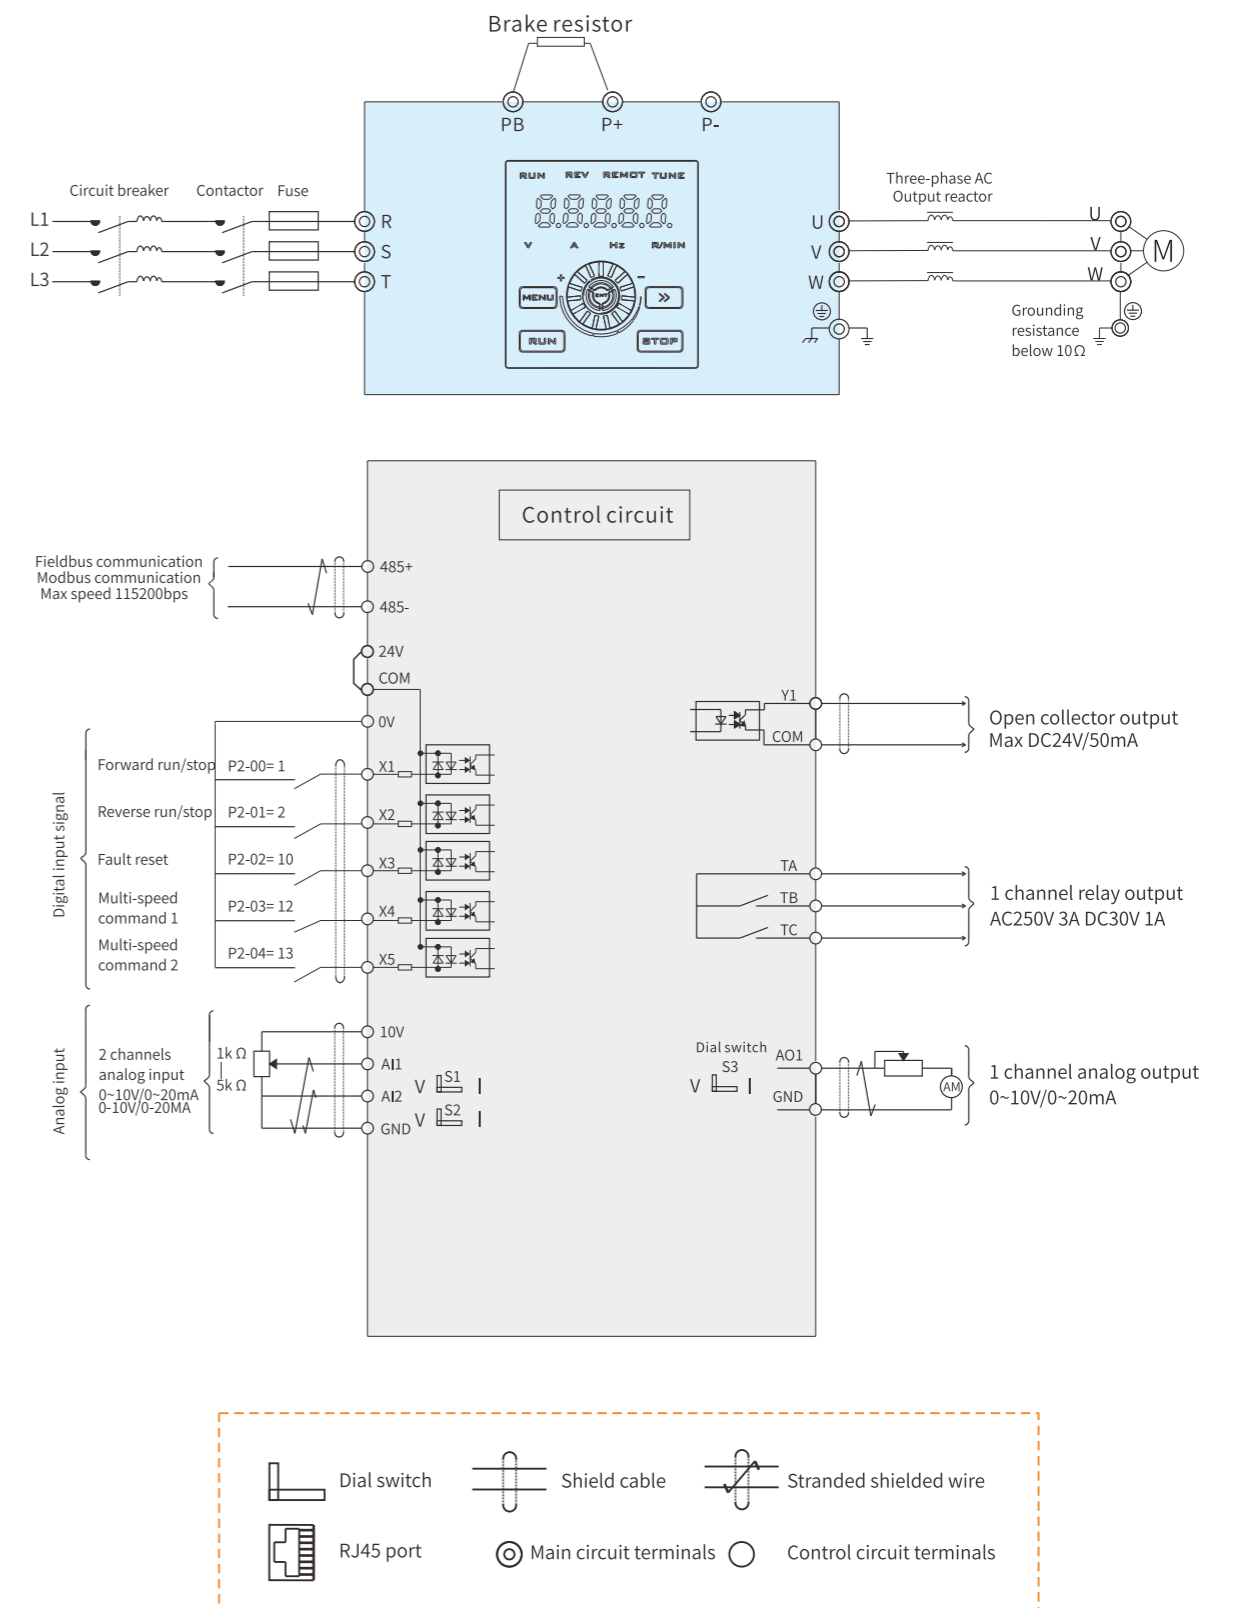 Brake resistor
PB P+ P-
RUN REV REMOT TUNE
8.8.8.8.8.
V A Hz R/MIN
+ −
MENU ENT >>
RUN STOP
Circuit breaker Contactor Fuse
L1 R
L2 S
L3 T
Three-phase AC
Output reactor
U U
V V M
W W
Grounding
resistance
below 10Ω
Control circuit
Fieldbus communication
Modbus communication
Max speed 115200bps
485+
485-
24V
COM
0V
Digital input signal
Forward run/stop P2-00= 1 X1
Reverse run/stop P2-01= 2 X2
Fault reset P2-02= 10 X3
Multi-speed
command 1 P2-03= 12 X4
Multi-speed
command 2 P2-04= 13 X5
Analog input
2 channels
analog input
0~10V/0~20mA
0-10V/0-20MA
1k Ω
5k Ω
10V
AI1
AI2
GND
V S1 I
V S2 I
Y1
COM
Open collector output
Max DC24V/50mA
TA
TB
TC
1 channel relay output
AC250V 3A DC30V 1A
Dial switch
V S3 I
AO1
GND
AM
1 channel analog output
0~10V/0~20mA
Dial switch Shield cable Stranded shielded wire
RJ45 port Main circuit terminals Control circuit terminals